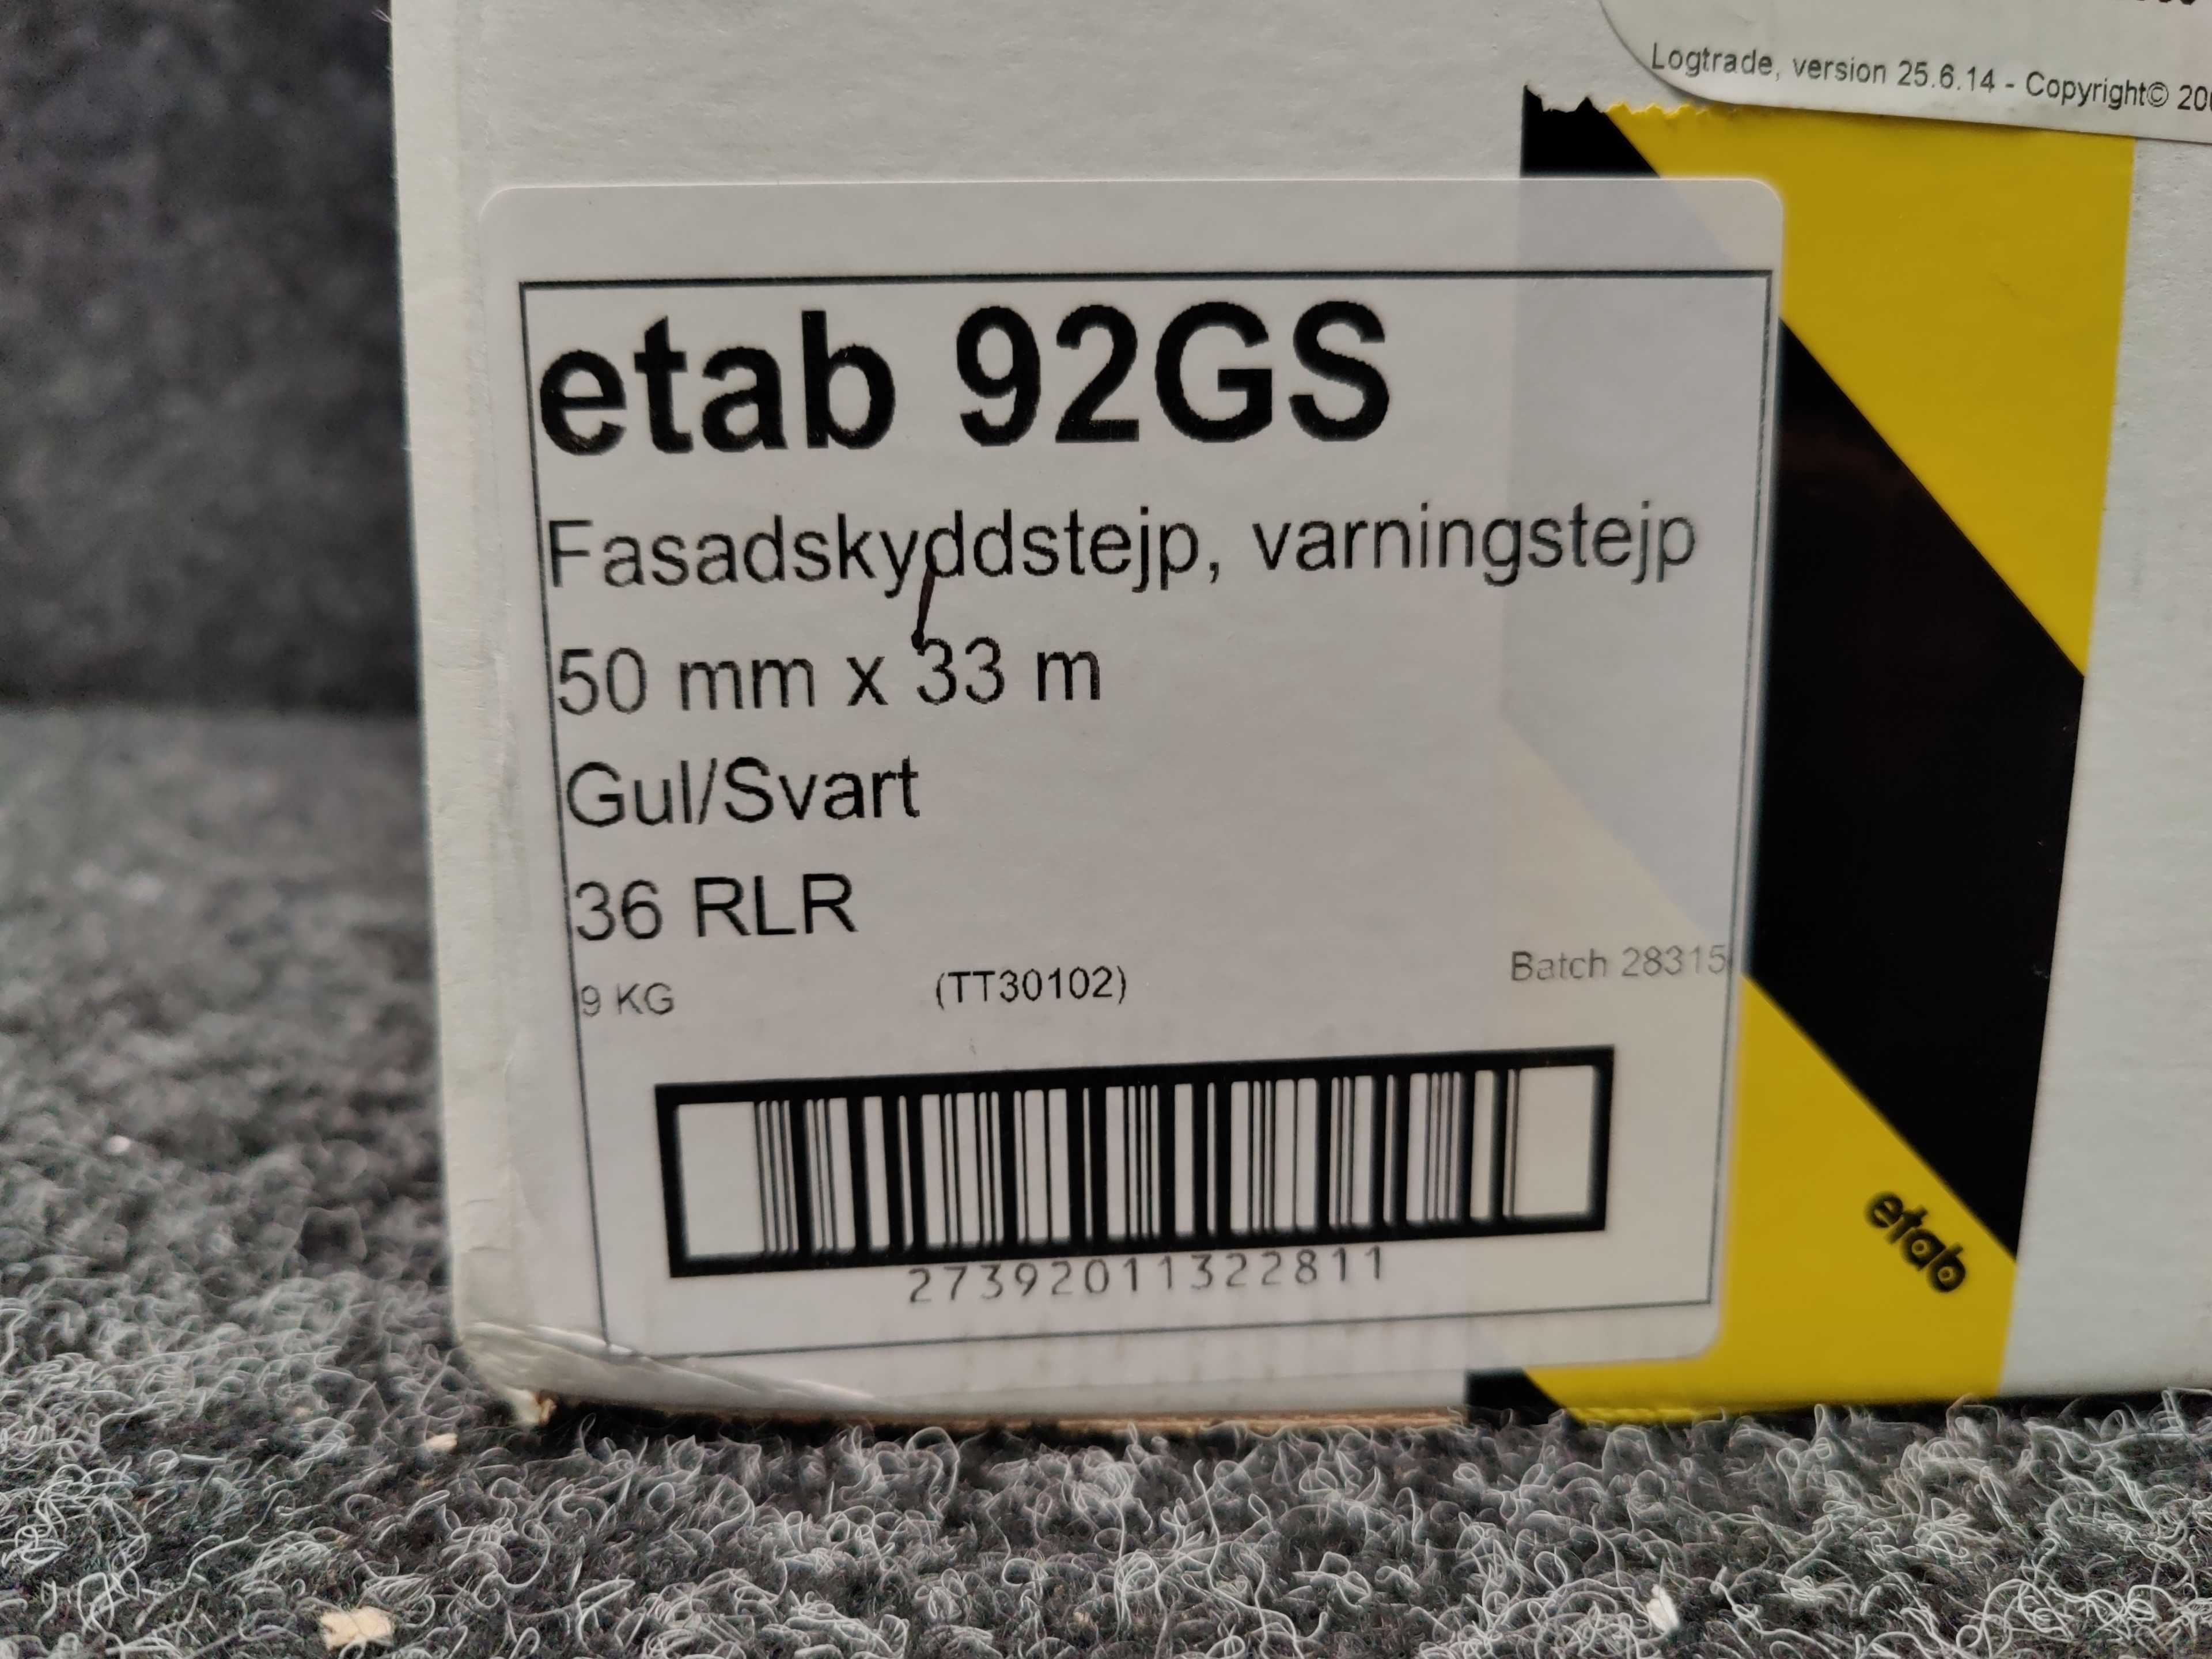 Logtrade, version 25.6.14 - Copyright©
etab 92GS
Fasadskyddstejp, varningstejp
50 mm x 33 m
Gul/Svart
36 RLR
9 KG (TT30102) Batch 28315
27392011322811
etab